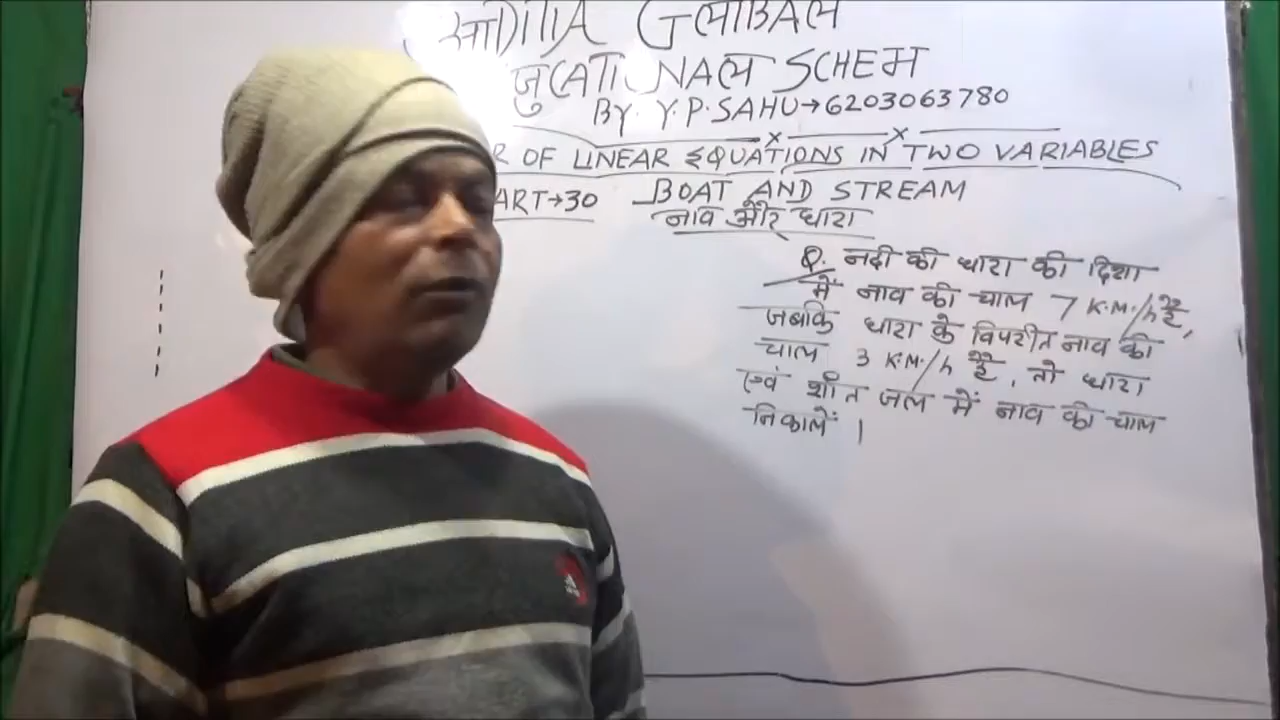 GLOBAL
SCHEM
BY. Y. P. SAHU→6203063780
R OF LINEAR EQUATIONS IN TWO VARIABLES
ART→30 BOAT AND STREAM
नाव और धारा
Q. नदी की धारा की दिशा
में नाव की चाल 7 K.M./h है,
जबकि धारा के विपरीत नाव की
चाल 3 K.M./h है, तो धारा
एवं शांत जल में नाव की चाल
निकालें।